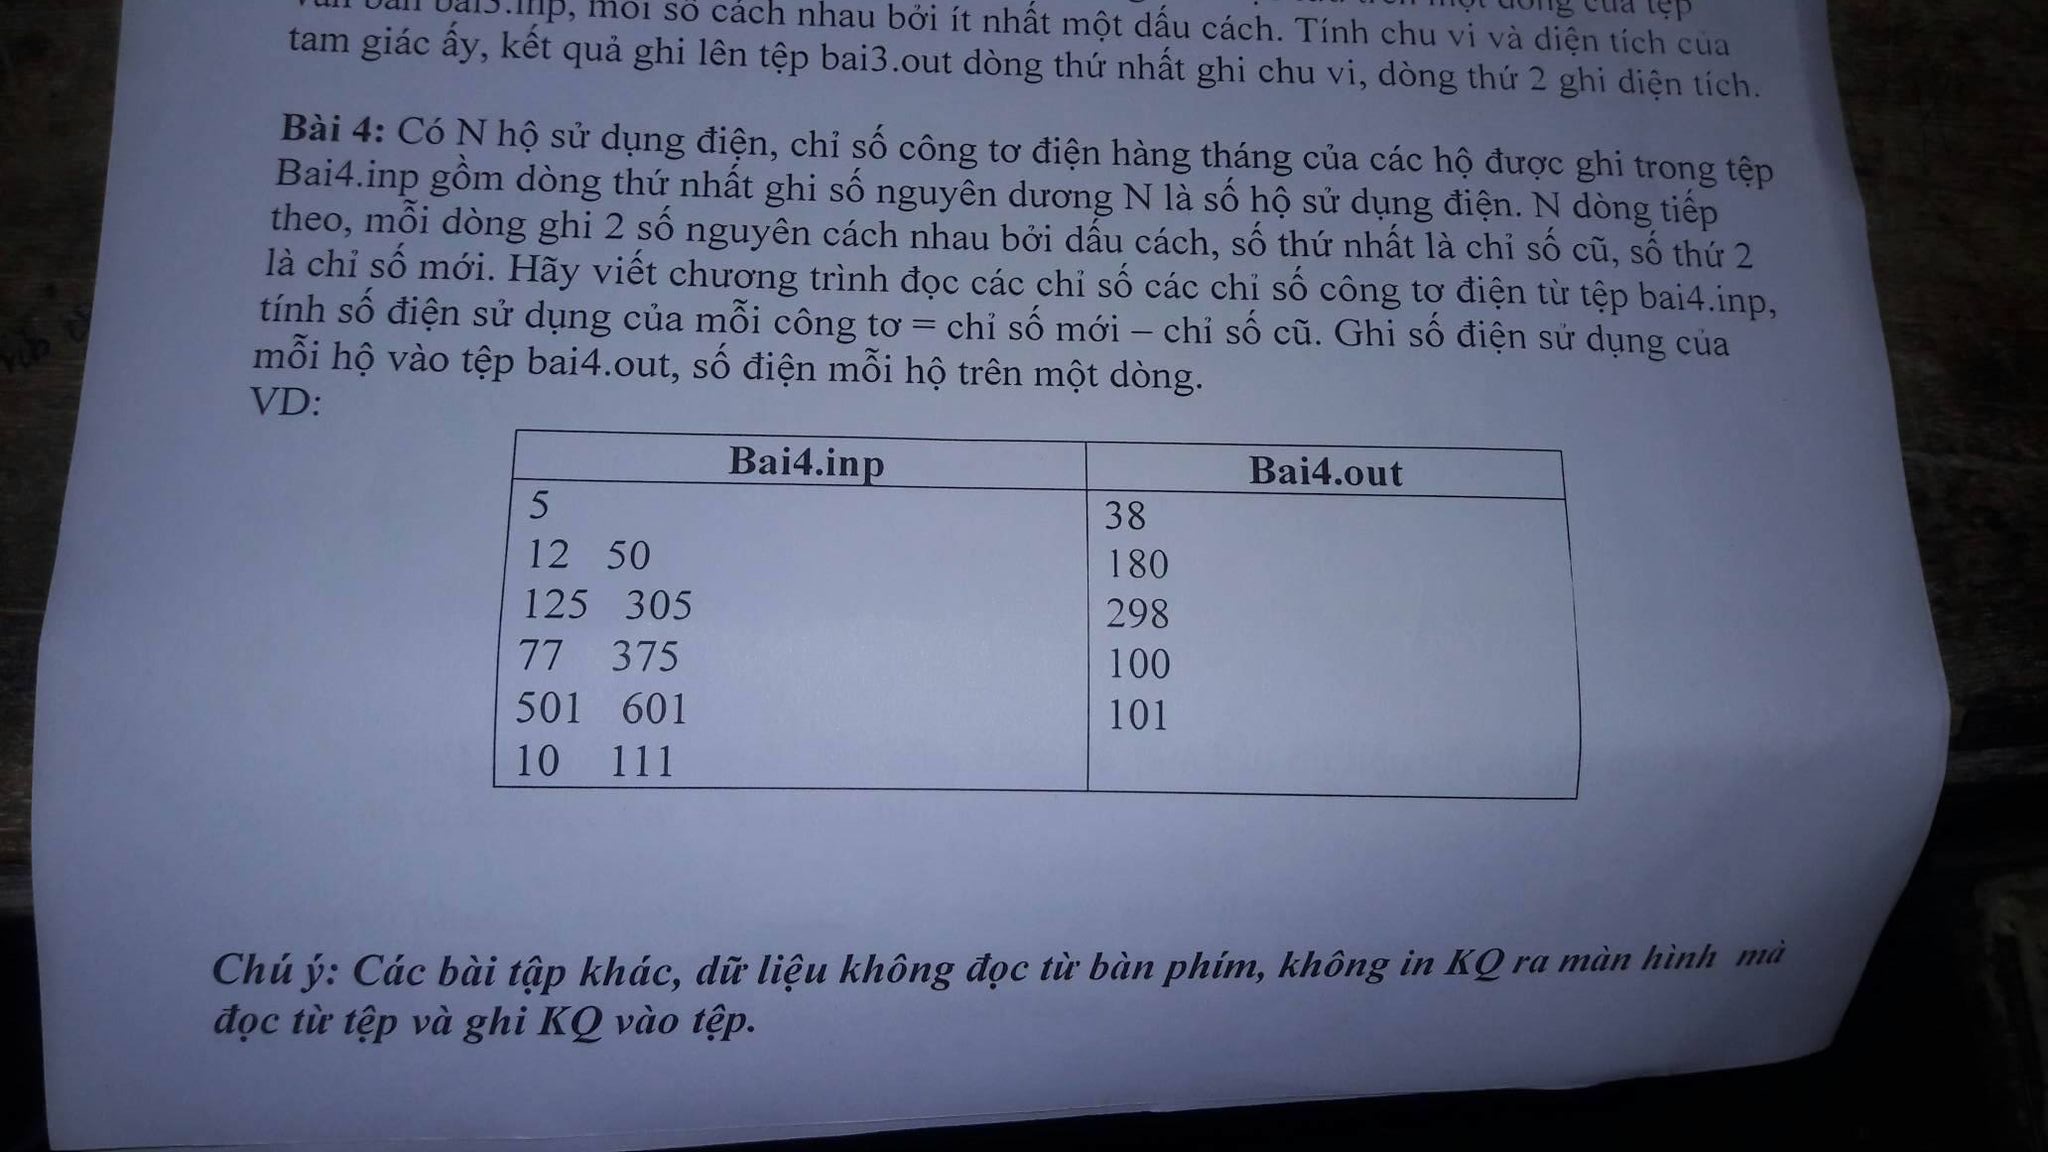 văn bản bai3.inp, mỗi số cách nhau bởi ít nhất một dấu cách. Tính chu vi và diện tích của
tam giác ấy, kết quả ghi lên tệp bai3.out dòng thứ nhất ghi chu vi, dòng thứ 2 ghi diện tích.
Bài 4: Có N hộ sử dụng điện, chỉ số công tơ điện hàng tháng của các hộ được ghi trong tệp
Bai4.inp gồm dòng thứ nhất ghi số nguyên dương N là số hộ sử dụng điện. N dòng tiếp
theo, mỗi dòng ghi 2 số nguyên cách nhau bởi dấu cách, số thứ nhất là chỉ số cũ, số thứ 2
là chỉ số mới. Hãy viết chương trình đọc các chỉ số các chỉ số công tơ điện từ tệp bai4.inp,
tính số điện sử dụng của mỗi công tơ = chỉ số mới – chỉ số cũ. Ghi số điện sử dụng của
mỗi hộ vào tệp bai4.out, số điện mỗi hộ trên một dòng.
VD:
Bai4.inp Bai4.out
5 38
12 50 180
125 305 298
77 375 100
501 601 101
10 111
Chú ý: Các bài tập khác, dữ liệu không đọc từ bàn phím, không in KQ ra màn hình mà
đọc từ tệp và ghi KQ vào tệp.